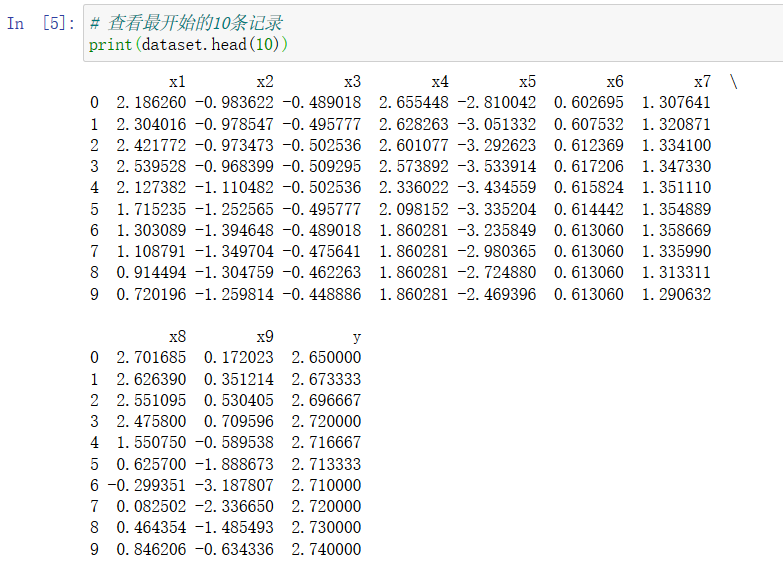 In [5]: # 查看最开始的10条记录
print(dataset.head(10))
x1 x2 x3 x4 x5 x6 x7 \
0 2.186260 -0.983622 -0.489018 2.655448 -2.810042 0.602695 1.307641
1 2.304016 -0.978547 -0.495777 2.628263 -3.051332 0.607532 1.320871
2 2.421772 -0.973473 -0.502536 2.601077 -3.292623 0.612369 1.334100
3 2.539528 -0.968399 -0.509295 2.573892 -3.533914 0.617206 1.347330
4 2.127382 -1.110482 -0.502536 2.336022 -3.434559 0.615824 1.351110
5 1.715235 -1.252565 -0.495777 2.098152 -3.335204 0.614442 1.354889
6 1.303089 -1.394648 -0.489018 1.860281 -3.235849 0.613060 1.358669
7 1.108791 -1.349704 -0.475641 1.860281 -2.980365 0.613060 1.335990
8 0.914494 -1.304759 -0.462263 1.860281 -2.724880 0.613060 1.313311
9 0.720196 -1.259814 -0.448886 1.860281 -2.469396 0.613060 1.290632
x8 x9 y
0 2.701685 0.172023 2.650000
1 2.626390 0.351214 2.673333
2 2.551095 0.530405 2.696667
3 2.475800 0.709596 2.720000
4 1.550750 -0.589538 2.716667
5 0.625700 -1.888673 2.713333
6 -0.299351 -3.187807 2.710000
7 0.082502 -2.336650 2.720000
8 0.464354 -1.485493 2.730000
9 0.846206 -0.634336 2.740000